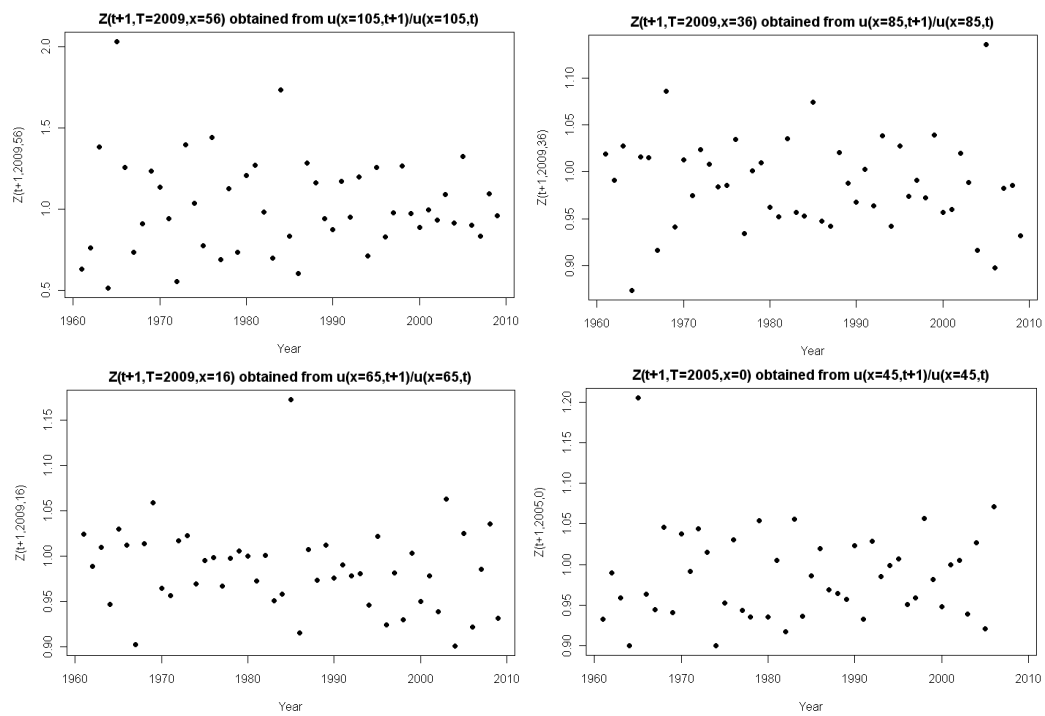 Z(t+1,T=2009,x=56) obtained from u(x=105,t+1)/u(x=105,t)
Z(t+1,2009,56)
2.0
1.5
1.0
0.5
1960 1970 1980 1990 2000 2010
Year
Z(t+1,T=2009,x=36) obtained from u(x=85,t+1)/u(x=85,t)
Z(t+1,2009,36)
1.10
1.05
1.00
0.95
0.90
1960 1970 1980 1990 2000 2010
Year
Z(t+1,T=2009,x=16) obtained from u(x=65,t+1)/u(x=65,t)
Z(t+1,2009,16)
1.15
1.10
1.05
1.00
0.95
0.90
1960 1970 1980 1990 2000 2010
Year
Z(t+1,T=2005,x=0) obtained from u(x=45,t+1)/u(x=45,t)
Z(t+1,2005,0)
1.20
1.15
1.10
1.05
1.00
0.95
0.90
1960 1970 1980 1990 2000 2010
Year